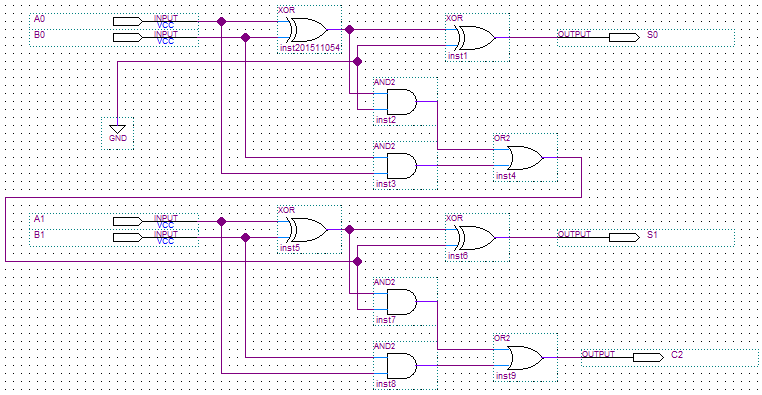 XOR XOR
A0 INPUT VCC OUTPUT S0
B0 INPUT VCC
inst201511054 inst1
AND2
inst2
GND
AND2 OR2
inst3 inst4
XOR XOR
A1 INPUT VCC OUTPUT S1
B1 INPUT VCC
inst5 inst6
AND2
inst7
AND2 OR2
OUTPUT C2
inst8 inst9